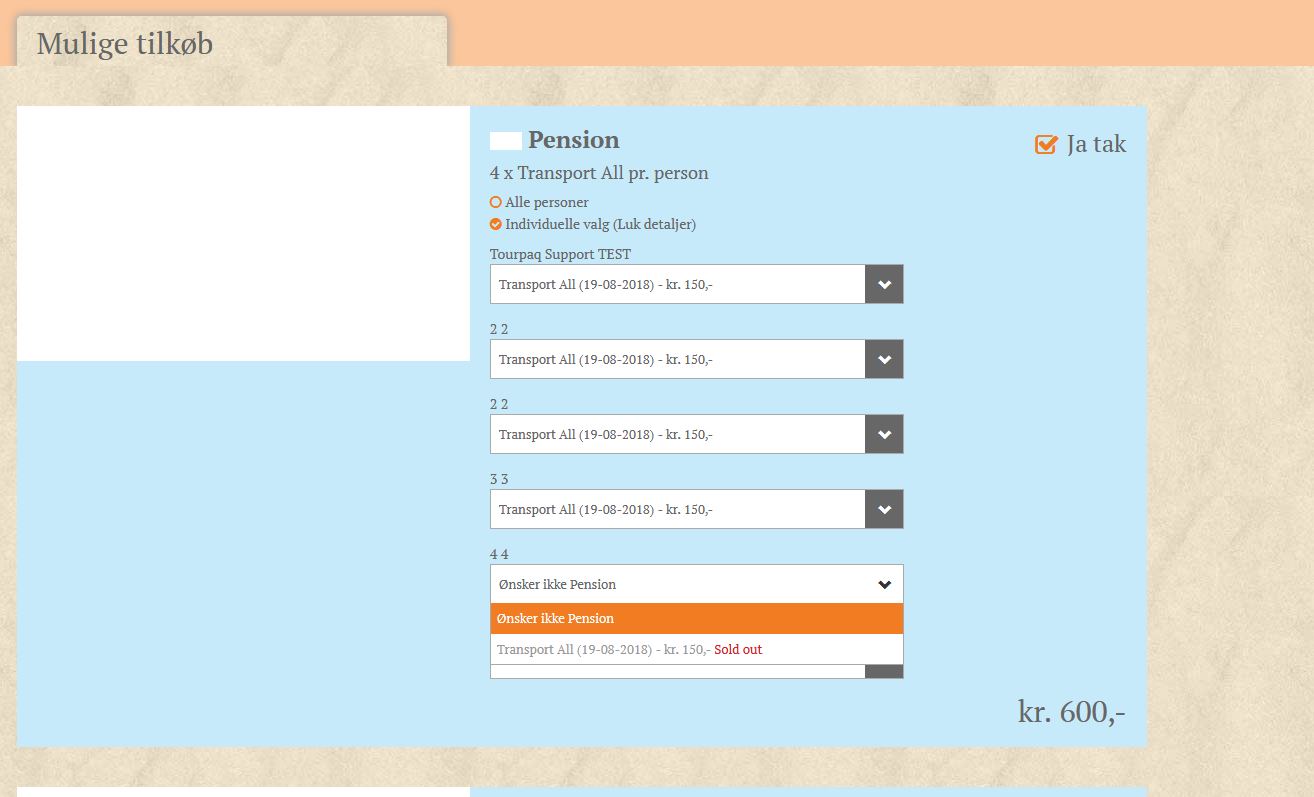 Mulige tilkøb
Pension
Ja tak
4 x Transport All pr. person
Alle personer
Individuelle valg (Luk detaljer)
Tourpaq Support TEST
Transport All (19-08-2018) - kr. 150,-
2 2
Transport All (19-08-2018) - kr. 150,-
2 2
Transport All (19-08-2018) - kr. 150,-
3 3
Transport All (19-08-2018) - kr. 150,-
4 4
Ønsker ikke Pension
Ønsker ikke Pension
Transport All (19-08-2018) - kr. 150,- Sold out
kr. 600,-